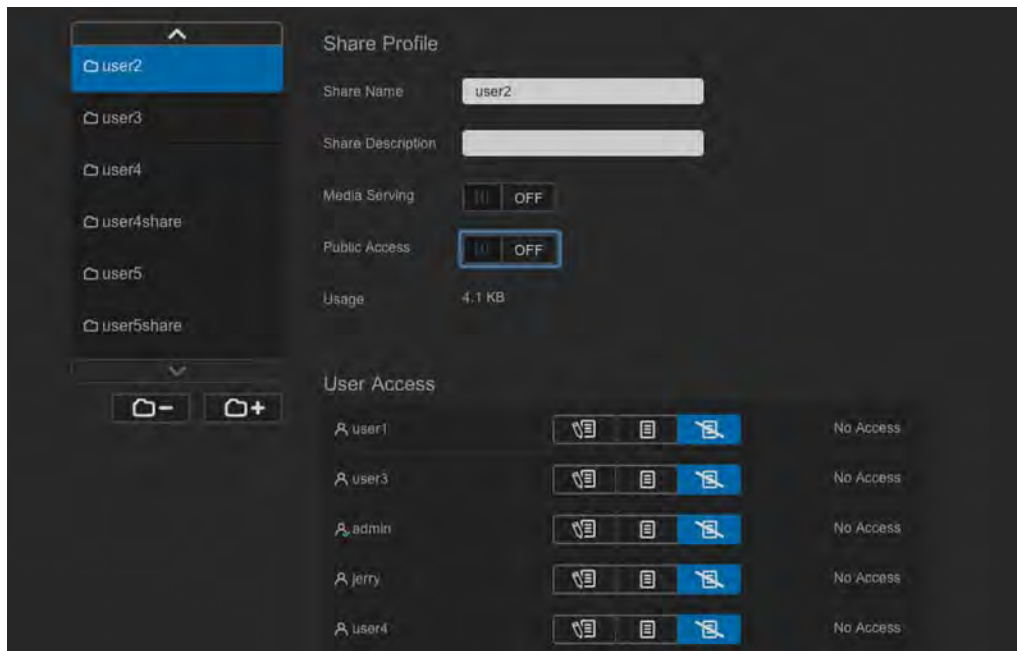 user2
user3
user4
user4share
user5
user5share
Share Profile
Share Name user2
Share Description
Media Serving OFF
Public Access OFF
Usage 4.1 KB
User Access
user1 No Access
user3 No Access
admin No Access
jerry No Access
user4 No Access